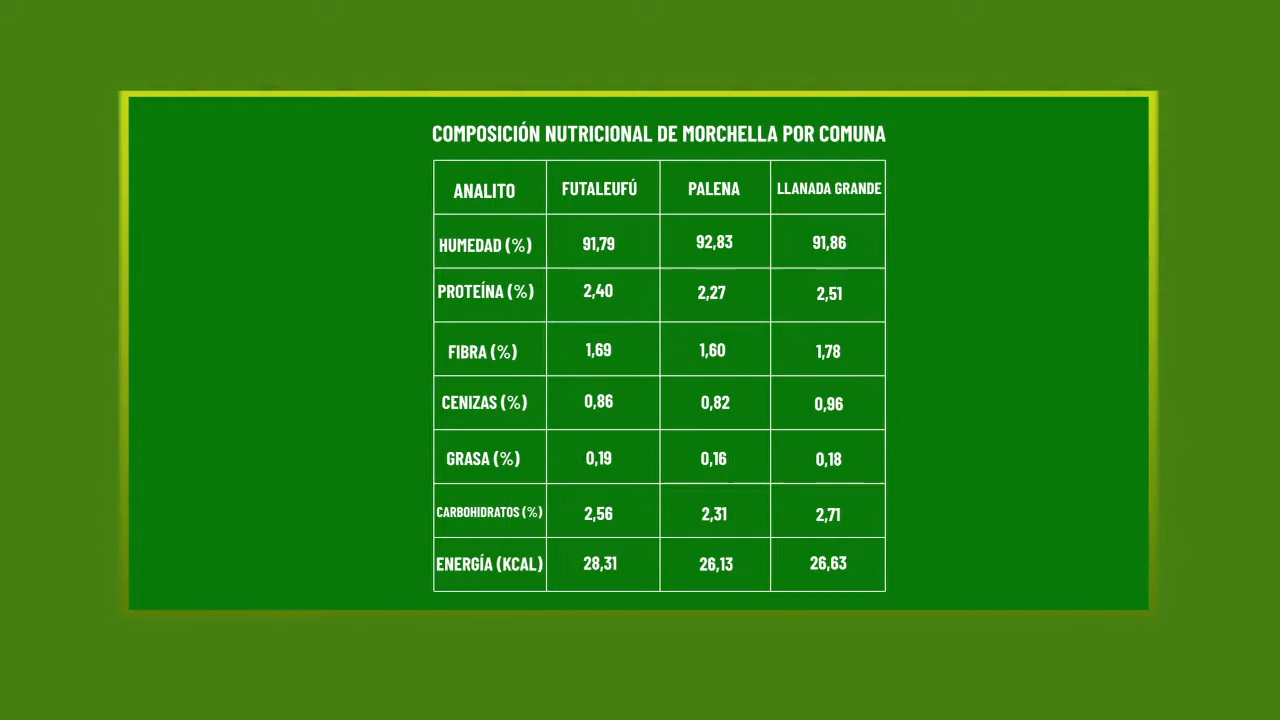 COMPOSICIÓN NUTRICIONAL DE MORCHELLA POR COMUNA
ANALITO FUTALEUFÚ PALENA LLANADA GRANDE
HUMEDAD (%) 91,79 92,83 91,86
PROTEÍNA (%) 2,40 2,27 2,51
FIBRA (%) 1,69 1,60 1,78
CENIZAS (%) 0,86 0,82 0,96
GRASA (%) 0,19 0,16 0,18
CARBOHIDRATOS (%) 2,56 2,31 2,71
ENERGÍA (KCAL) 28,31 26,13 26,63